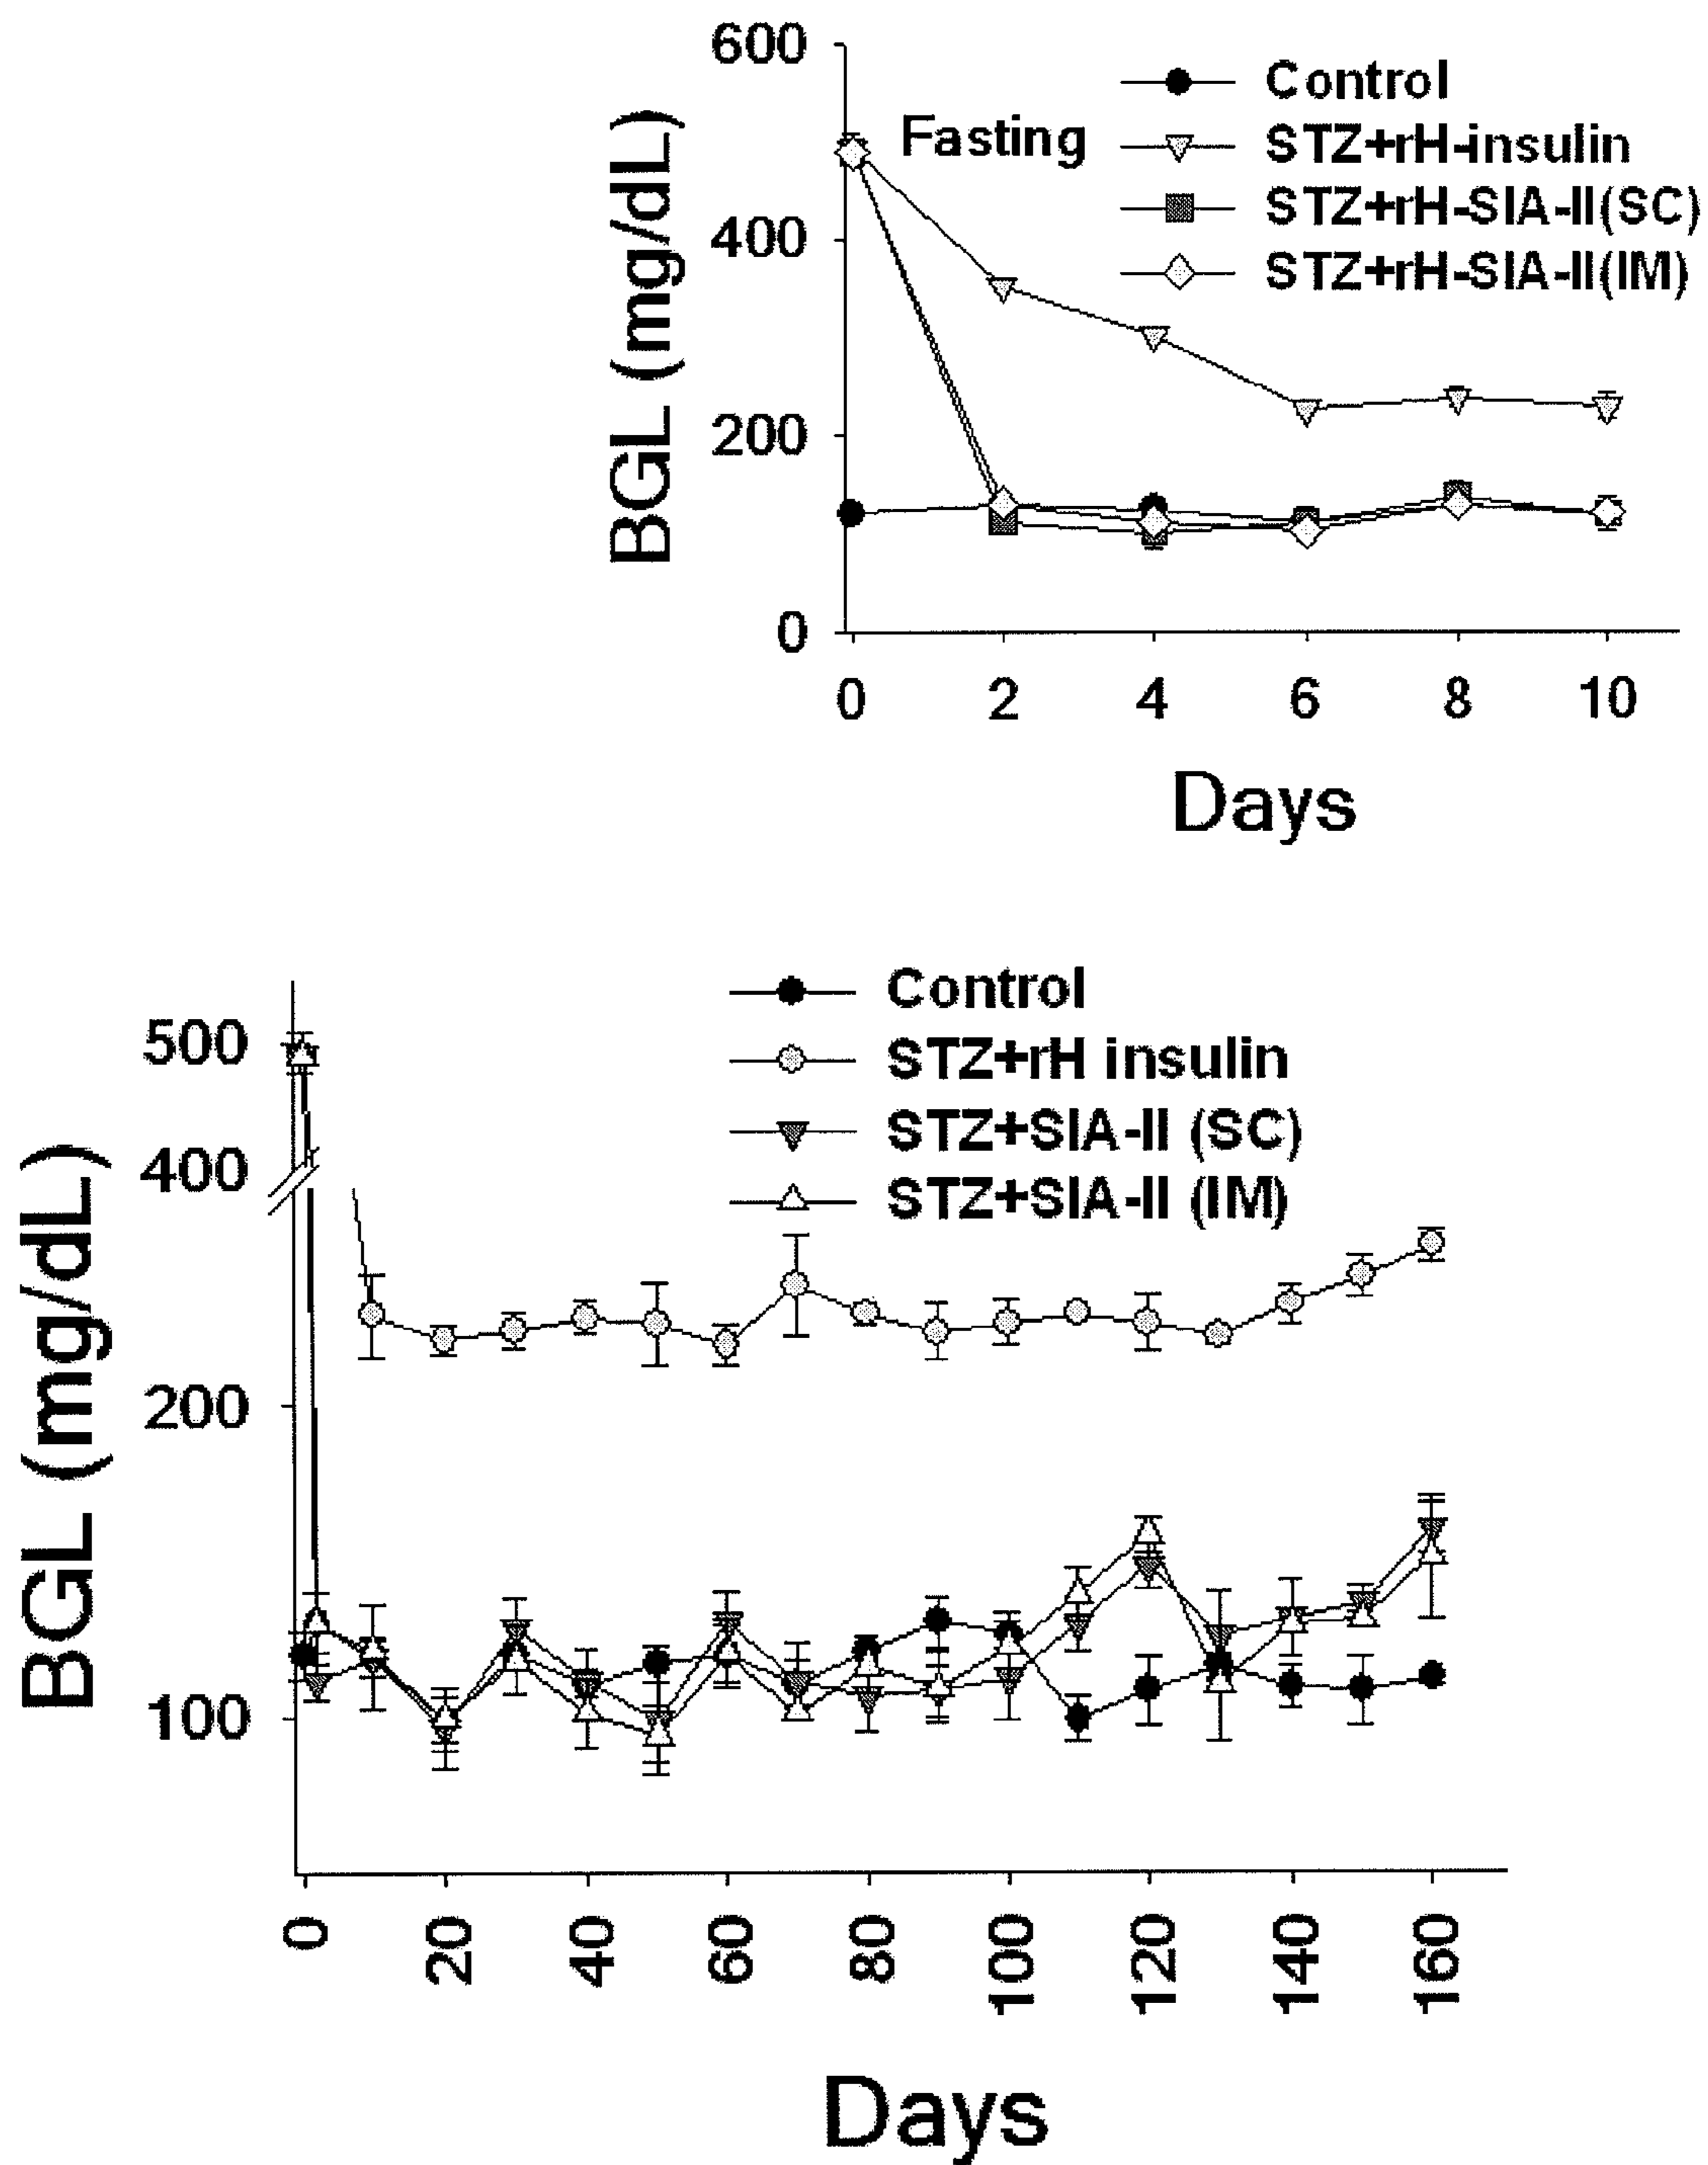 600
400
200
0
BGL (mg/dL)
Fasting
Control
STZ+rH-insulin
STZ+rH-SIA-II(SC)
STZ+rH-SIA-II(IM)
0 2 4 6 8 10
Days
Control
STZ+rH insulin
STZ+SIA-II (SC)
STZ+SIA-II (IM)
500
400
200
100
BGL (mg/dL)
0 20 40 60 80 100 120 140 160
Days